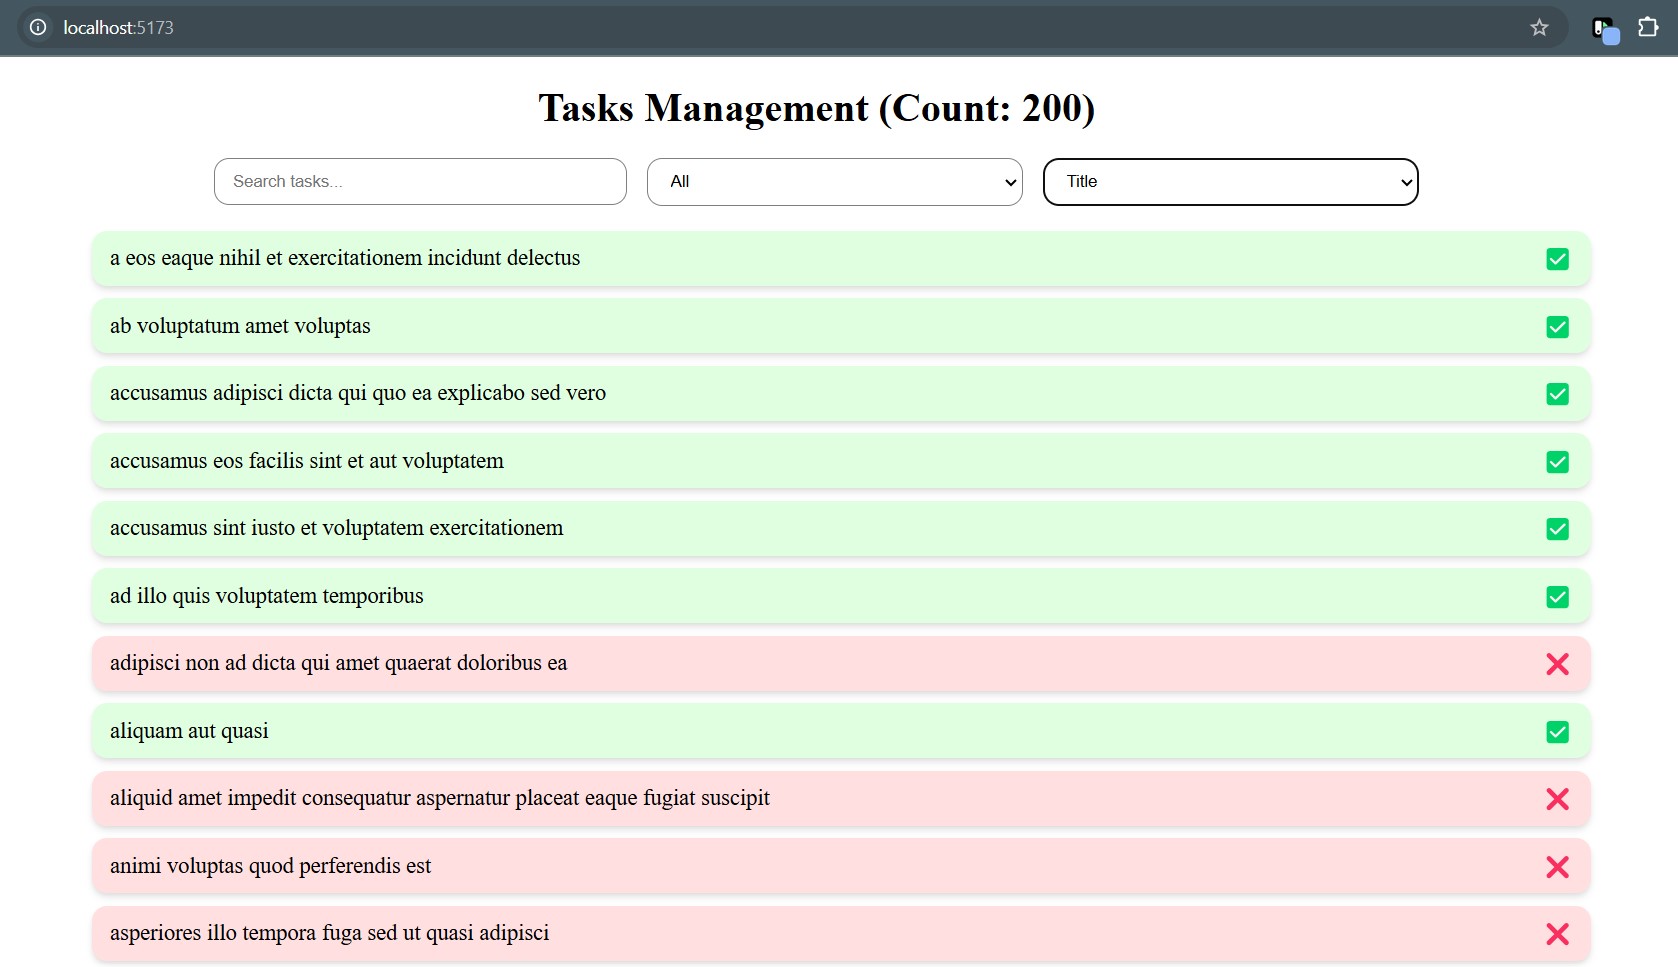 localhost:5173
Tasks Management (Count: 200)
Search tasks...
All
Title
a eos eaque nihil et exercitationem incidunt delectus
ab voluptatum amet voluptas
accusamus adipisci dicta qui quo ea explicabo sed vero
accusamus eos facilis sint et aut voluptatem
accusamus sint iusto et voluptatem exercitationem
ad illo quis voluptatem temporibus
adipisci non ad dicta qui amet quaerat doloribus ea
aliquam aut quasi
aliquid amet impedit consequatur aspernatur placeat eaque fugiat suscipit
animi voluptas quod perferendis est
asperiores illo tempora fuga sed ut quasi adipisci